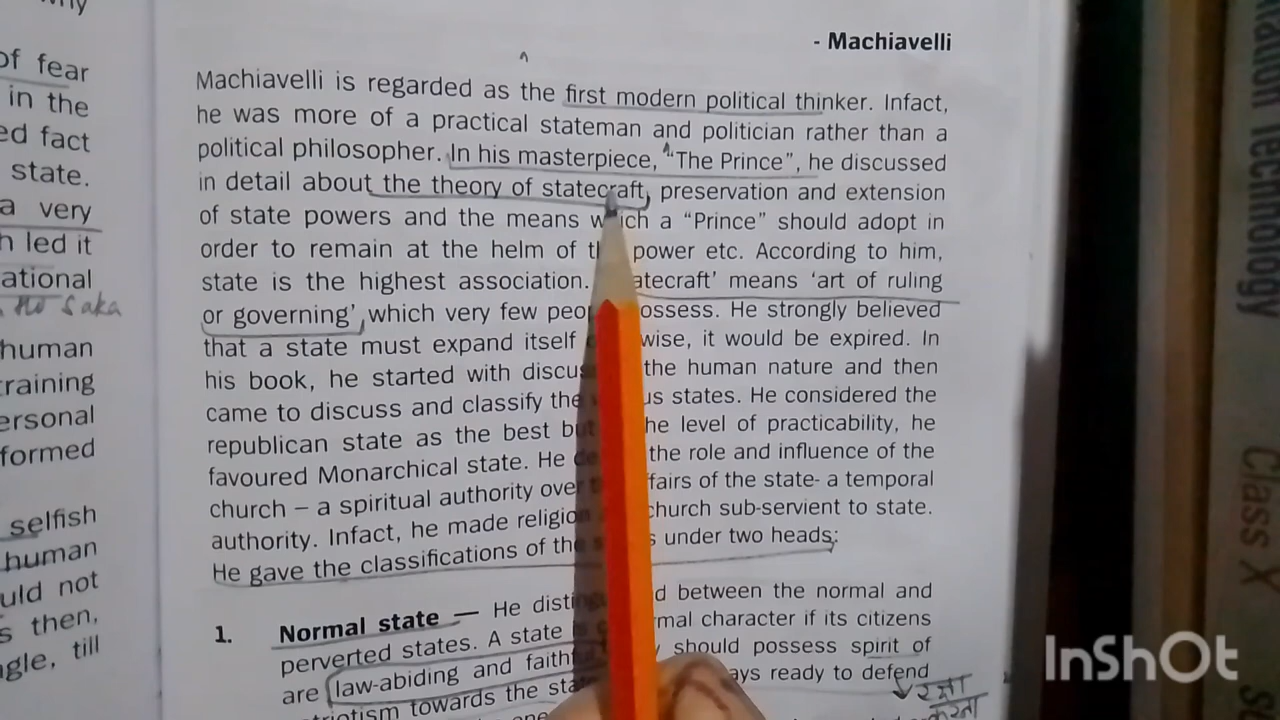 of fear
in the
ed fact
state.
a very
h led it
ational
saka
human
training
ersonal
formed
selfish
human
uld not
s then,
ngle, till
- Machiavelli
Machiavelli is regarded as the first modern political thinker. Infact,
he was more of a practical stateman and politician rather than a
political philosopher. In his masterpiece, “The Prince”, he discussed
in detail about the theory of statecraft, preservation and extension
of state powers and the means which a “Prince” should adopt in
order to remain at the helm of power etc. According to him,
state is the highest association. atecraft’ means ‘art of ruling
or governing’, which very few ossess. He strongly believed
that a state must expand itself wise, it would be expired. In
his book, he started with the human nature and then
came to discuss and classify the us states. He considered the
republican state as the best he level of practicability, he
favoured Monarchical state. He the role and influence of the
church – a spiritual authority over fairs of the state- a temporal
authority. Infact, he made religion church sub-servient to state.
He gave the classifications of the under two heads:
1. Normal state — He d between the normal and
perverted states. A state rmal character if its citizens
are law-abiding and should possess spirit of
triotism towards the ays ready to defend
रक्षा
करना
Class X
InShOt